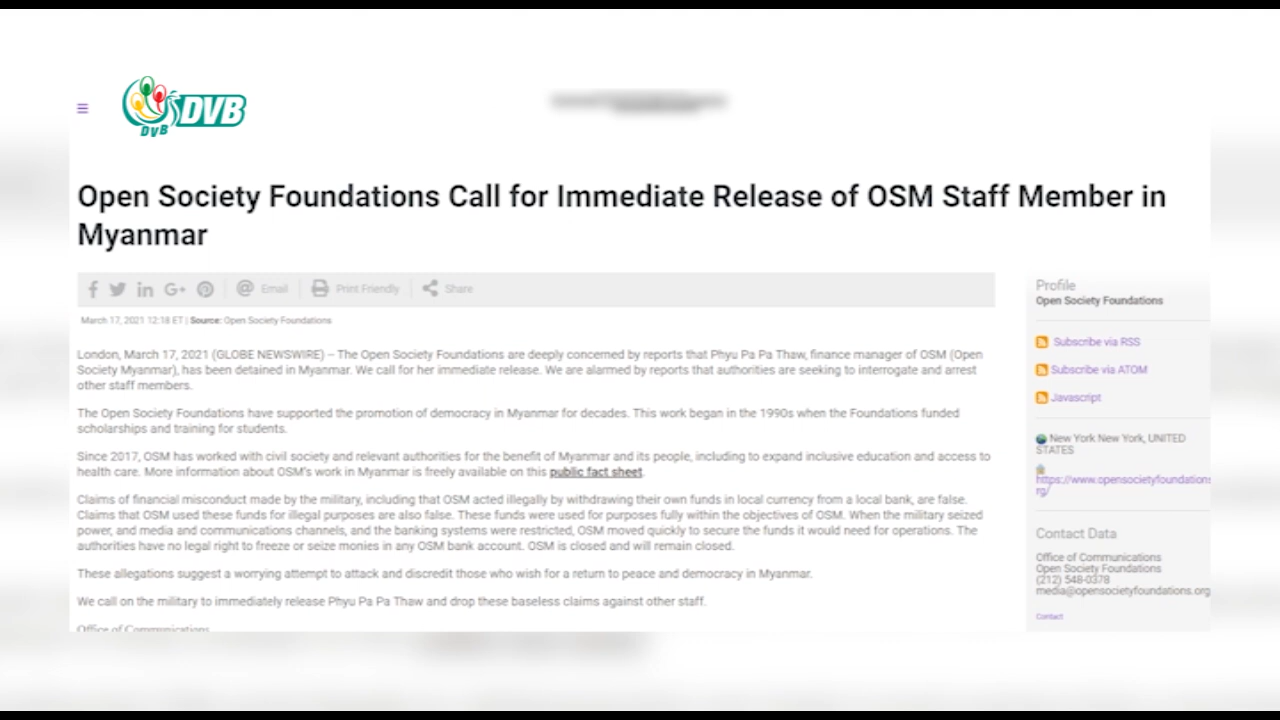 DVB
DVB
Open Society Foundations Call for Immediate Release of OSM Staff Member in
Myanmar
Email
Print Friendly
Share
March 17, 2021 12:18 ET | Source: Open Society Foundations
London, March 17, 2021 (GLOBE NEWSWIRE) -- The Open Society Foundations are deeply concerned by reports that Phyu Pa Pa Thaw, finance manager of OSM (Open
Society Myanmar), has been detained in Myanmar. We call for her immediate release. We are alarmed by reports that authorities are seeking to interrogate and arrest
other staff members.
The Open Society Foundations have supported the promotion of democracy in Myanmar for decades. This work began in the 1990s when the Foundations funded
scholarships and training for students.
Since 2017, OSM has worked with civil society and relevant authorities for the benefit of Myanmar and its people, including to expand inclusive education and access to
health care. More information about OSM's work in Myanmar is freely available on this public fact sheet.
Claims of financial misconduct made by the military, including that OSM acted illegally by withdrawing their own funds in local currency from a local bank, are false.
Claims that OSM used these funds for illegal purposes are also false. These funds were used for purposes fully within the objectives of OSM. When the military seized
power, and media and communications channels, and the banking systems were restricted, OSM moved quickly to secure the funds it would need for operations. The
authorities have no legal right to freeze or seize monies in any OSM bank account. OSM is closed and will remain closed.
These allegations suggest a worrying attempt to attack and discredit those who wish for a return to peace and democracy in Myanmar.
We call on the military to immediately release Phyu Pa Pa Thaw and drop these baseless claims against other staff.
Office of Communications
Profile
Open Society Foundations
Subscribe via RSS
Subscribe via ATOM
Javascript
New York New York, UNITED
STATES
https://www.opensocietyfoundations
rg/
Contact Data
Office of Communications
Open Society Foundations
(212) 548-0378
media@opensocietyfoundations.org
Contact